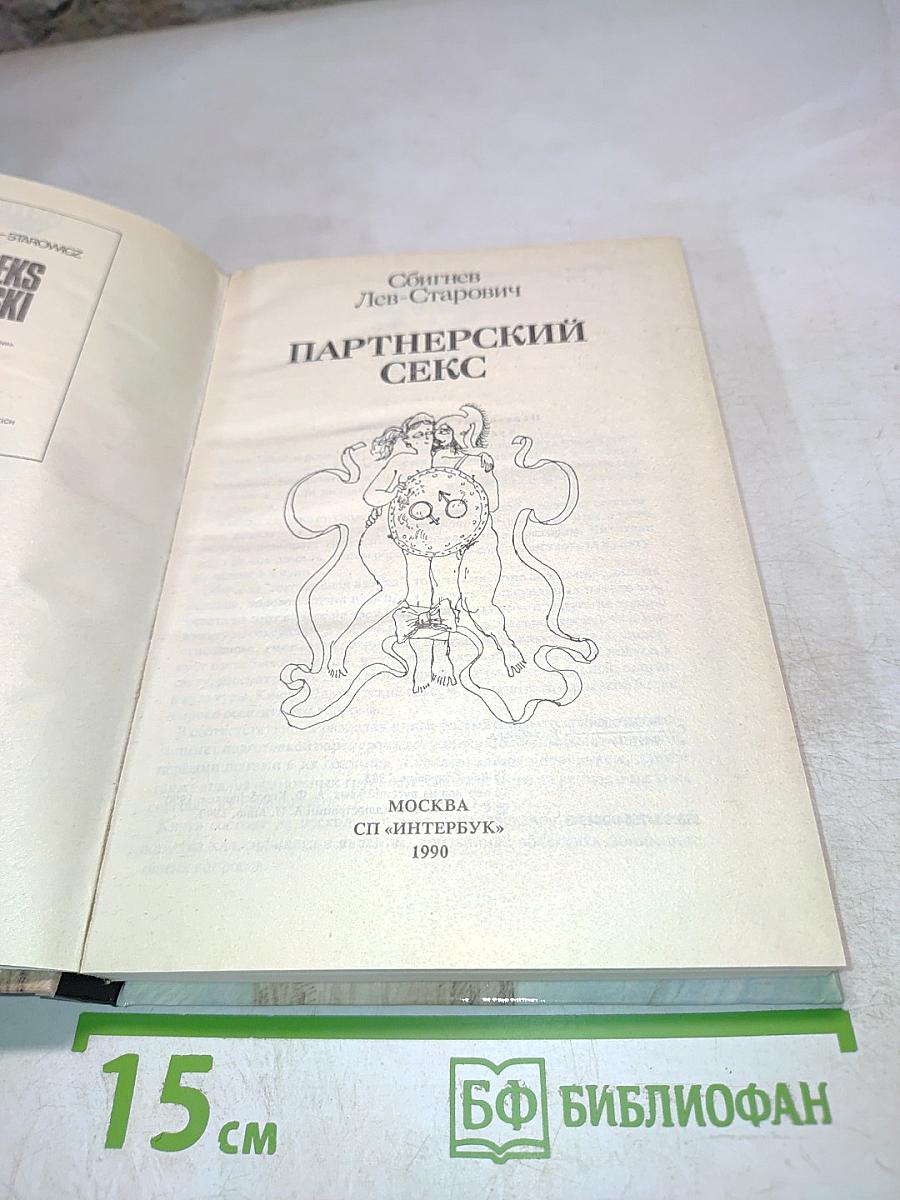 STAROWICZ
EKS
KI
Сбигнев
Лев-Старович
ПАРТНЕРСКИЙ
СЕКС
МОСКВА
СП «ИНТЕРБУК»
1990
15 см
БФ БИБЛИОФАН